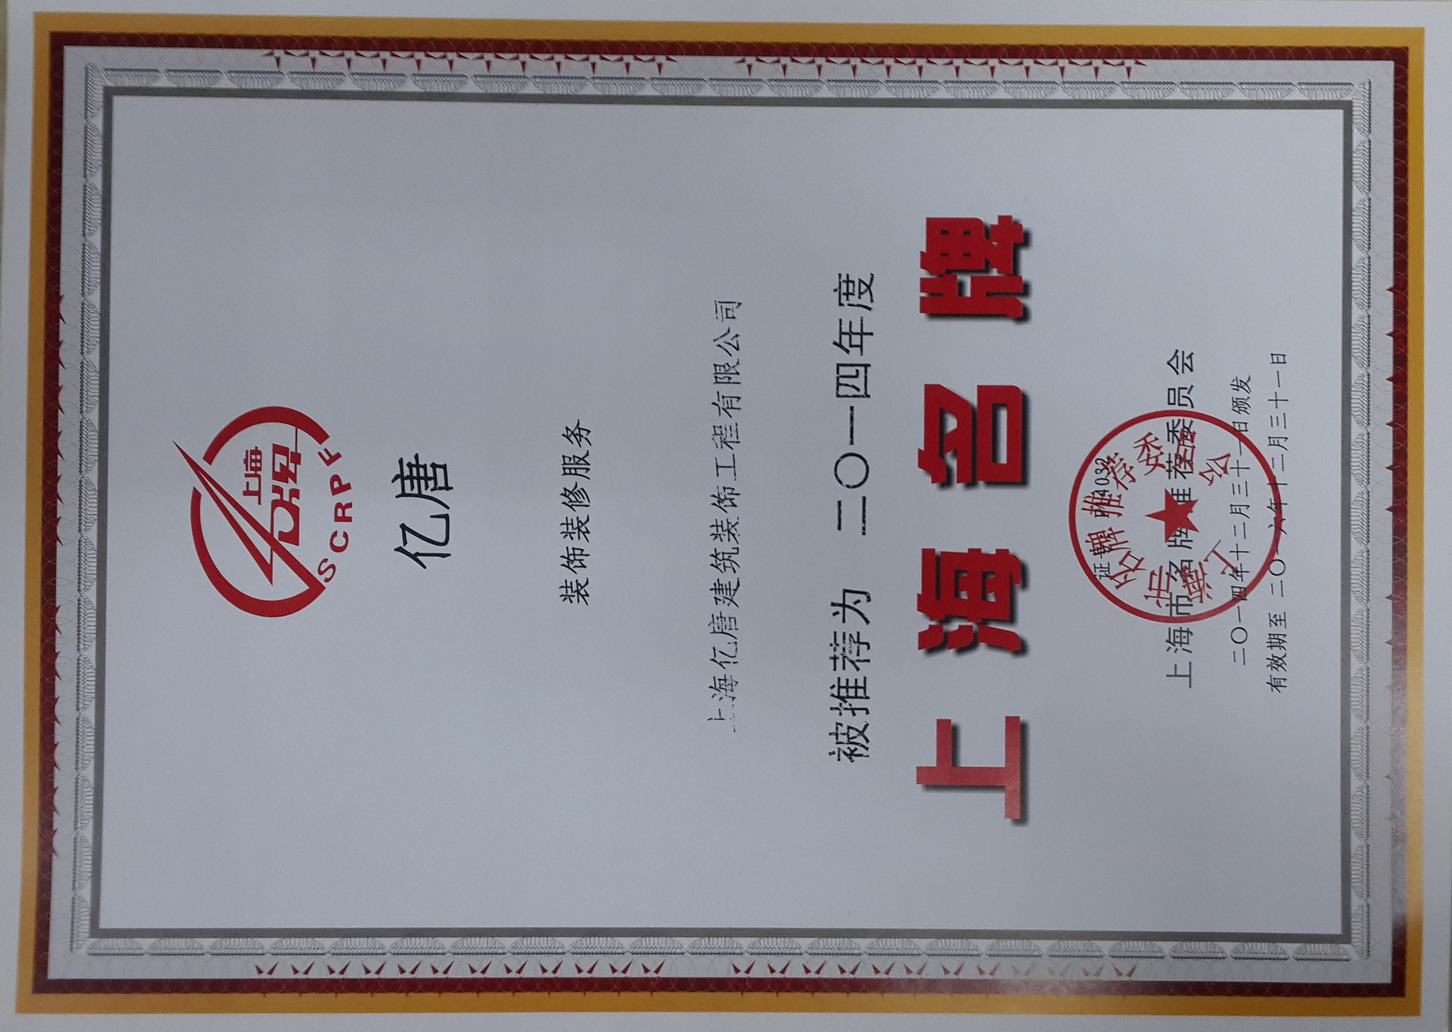 上海
名牌
SCRPF
亿唐
装饰装修服务
上海亿唐建筑装饰工程有限公司
被推荐为 二〇一四年度
上海名牌
上海市名牌推荐委员会
二〇一四年十二月三十一日颁发
有效期至 二〇一六年十二月三十一日